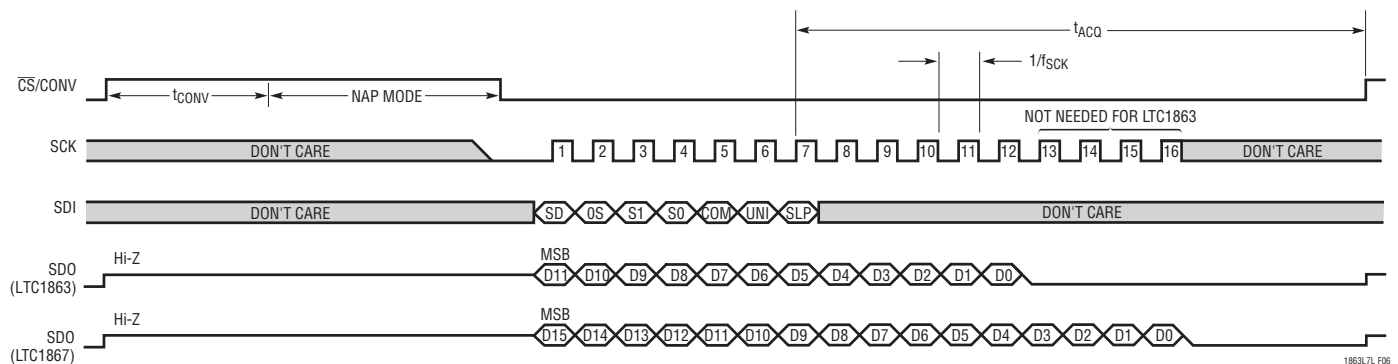 tACQ
1/fSCK
CS/CONV
tCONV
NAP MODE
NOT NEEDED FOR LTC1863
SCK
DON'T CARE
1 2 3 4 5 6 7 8 9 10 11 12 13 14 15 16
DON'T CARE
SDI
DON'T CARE
SD 0S S1 S0 COM UNI SLP
DON'T CARE
SDO
(LTC1863)
Hi-Z
MSB
D11 D10 D9 D8 D7 D6 D5 D4 D3 D2 D1 D0
SDO
(LTC1867)
Hi-Z
MSB
D15 D14 D13 D12 D11 D10 D9 D8 D7 D6 D5 D4 D3 D2 D1 D0
1863L7L F06